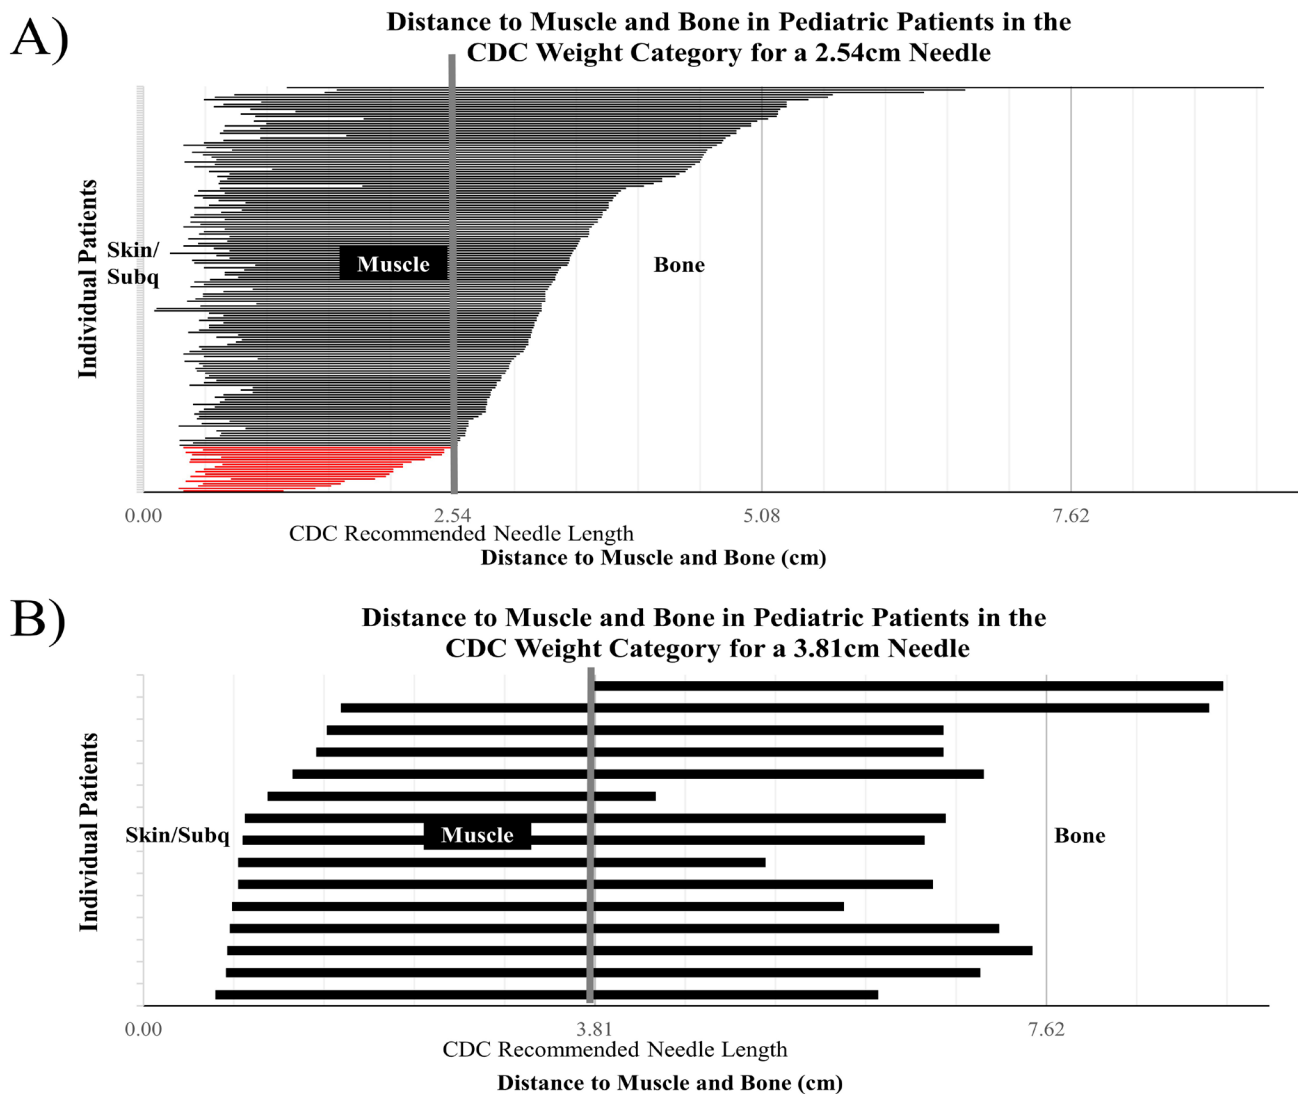 A)
Distance to Muscle and Bone in Pediatric Patients in the
CDC Weight Category for a 2.54cm Needle
Individual Patients
Skin/
Subq
Muscle
Bone
0.00
2.54
5.08
7.62
CDC Recommended Needle Length
Distance to Muscle and Bone (cm)
B)
Distance to Muscle and Bone in Pediatric Patients in the
CDC Weight Category for a 3.81cm Needle
Individual Patients
Skin/Subq
Muscle
Bone
0.00
3.81
7.62
CDC Recommended Needle Length
Distance to Muscle and Bone (cm)